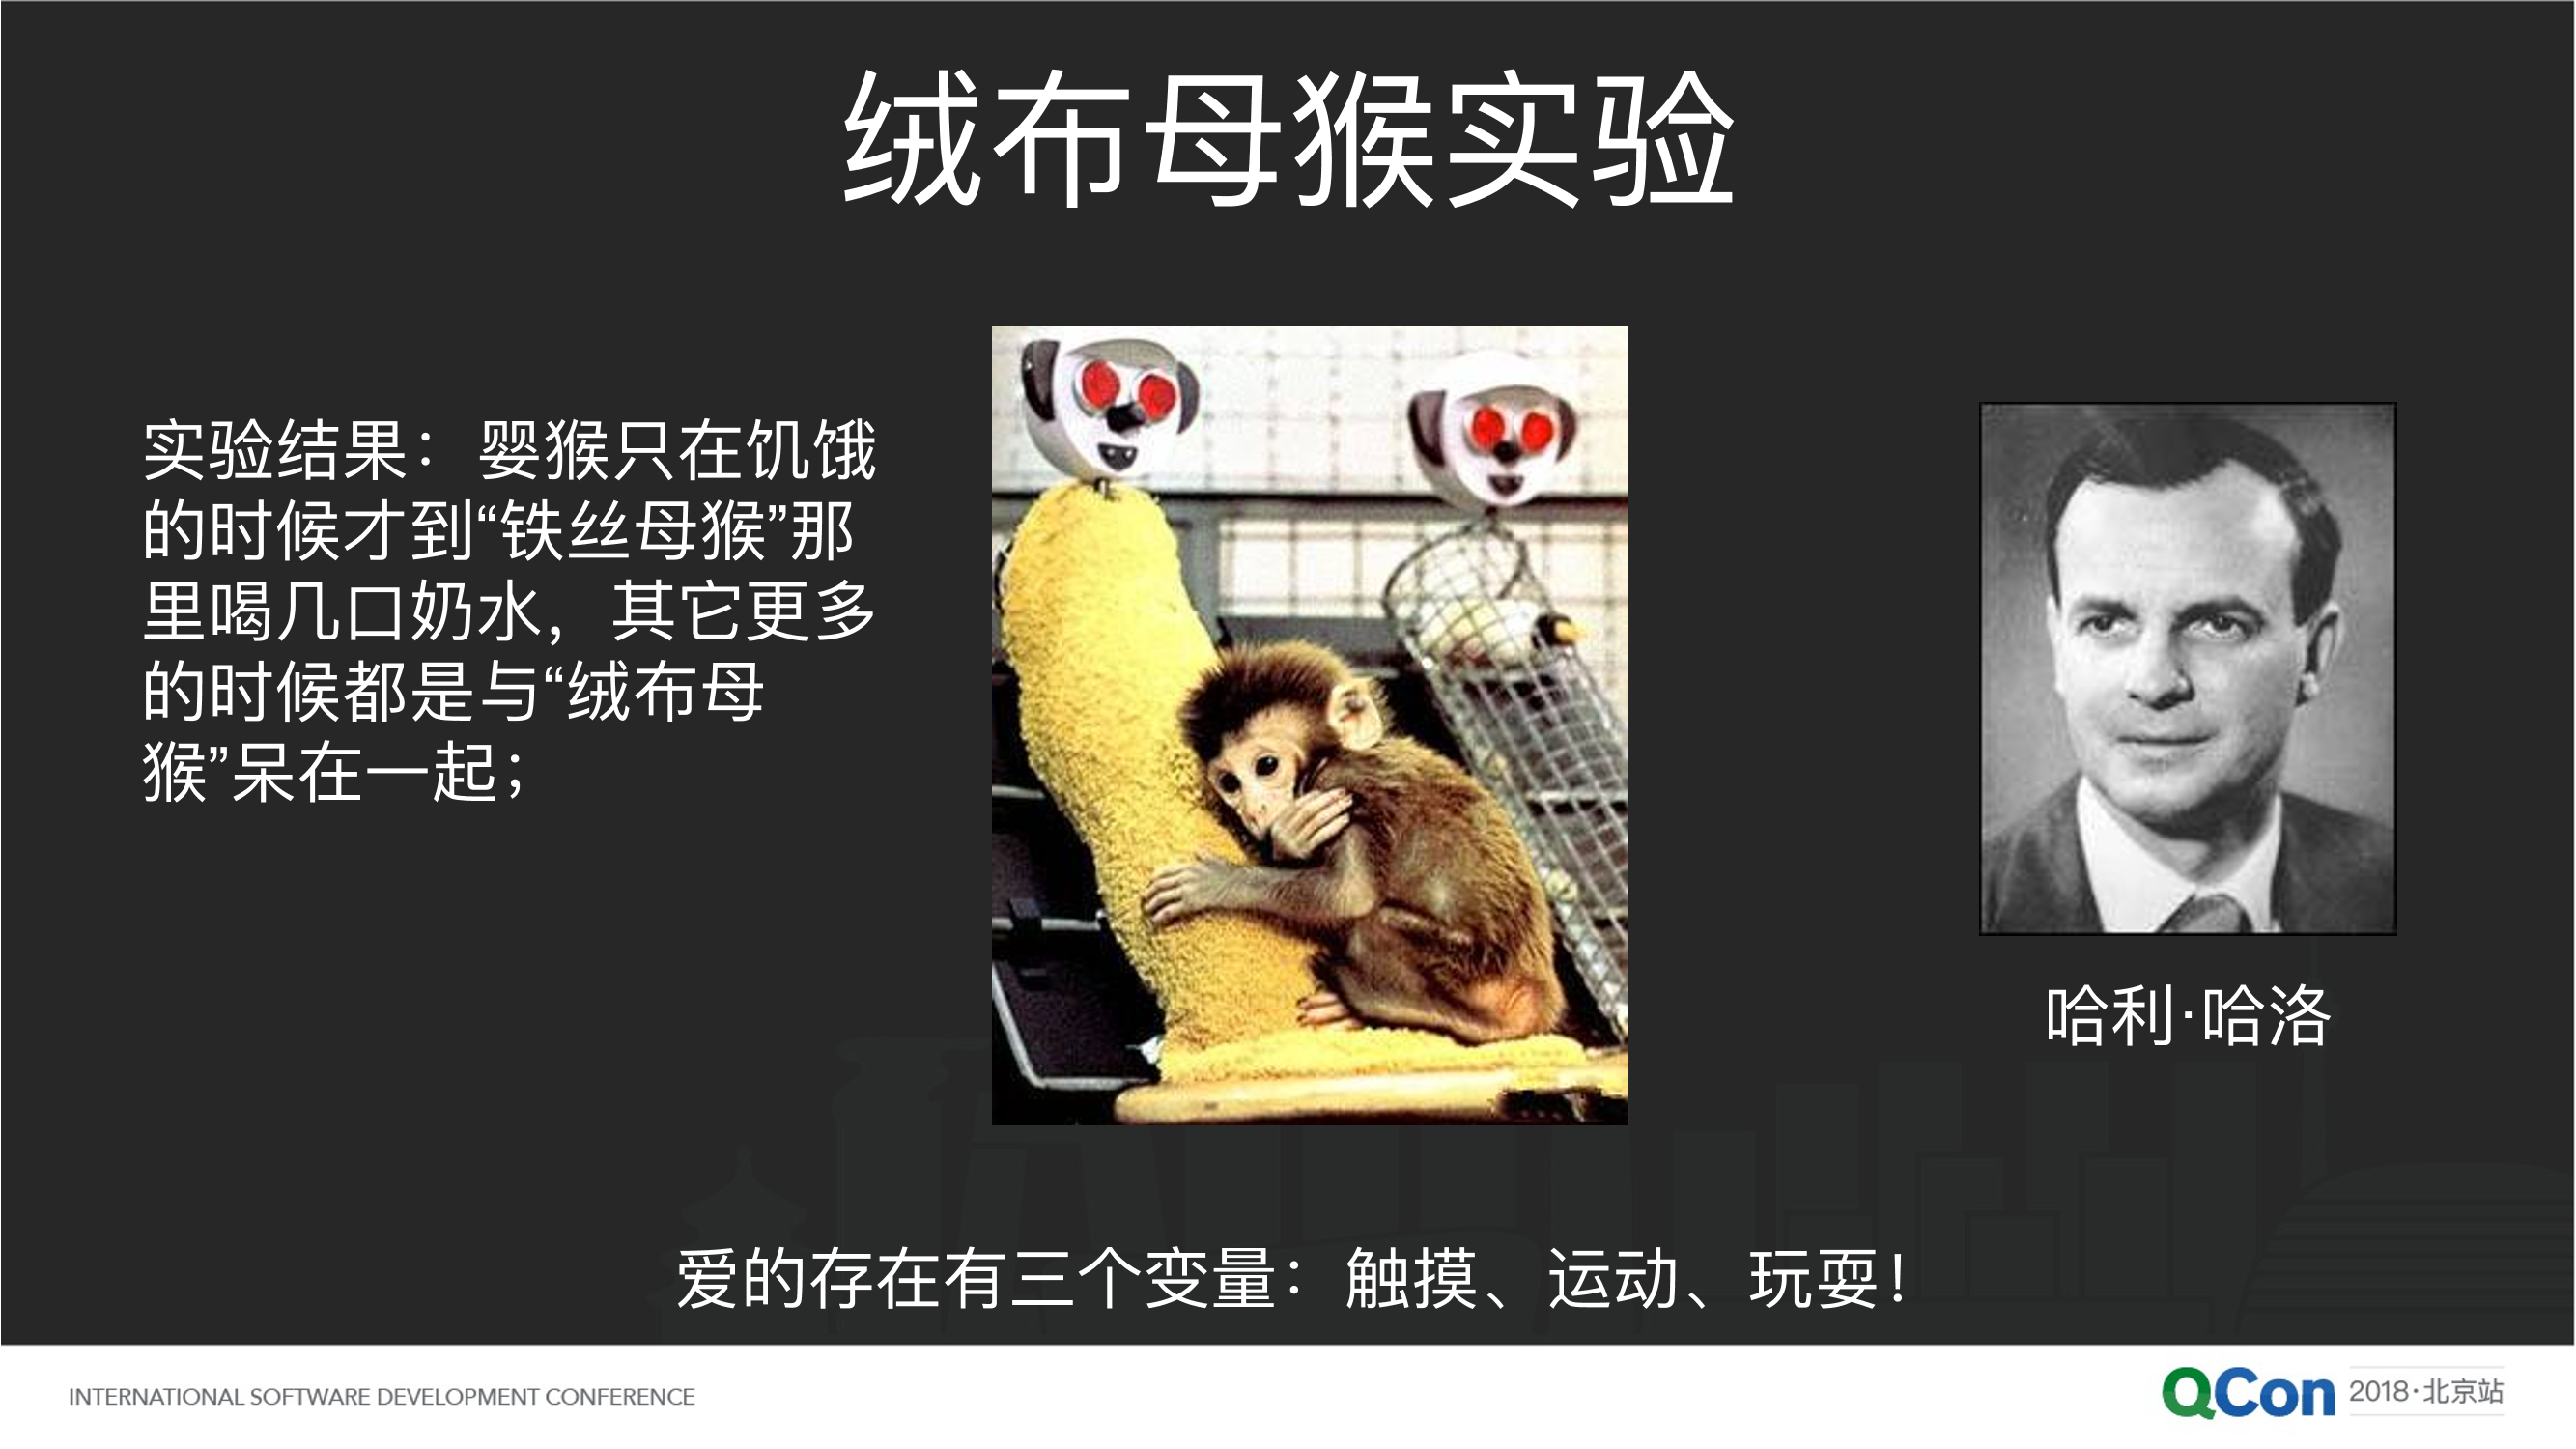 绒布母猴实验
实验结果：婴猴只在饥饿
的时候才到“铁丝母猴”那
里喝几口奶水，其它更多
的时候都是与“绒布母
猴”呆在一起；
哈利·哈洛
爱的存在有三个变量：触摸、运动、玩耍！
INTERNATIONAL SOFTWARE DEVELOPMENT CONFERENCE
QCon 2018·北京站